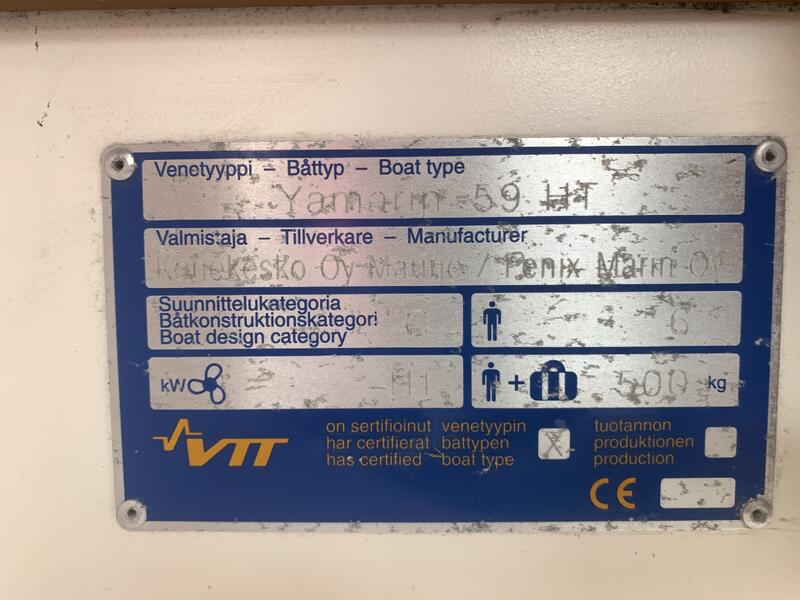 Venetyyppi – Båttyp – Boat type
Yamarin 59 HT
Valmistaja – Tillverkare – Manufacturer
Konekesko Oy Marine / Fenix Marin Oy
Suunnittelukategoria
Båtkonstruktionskategori
Boat design category
C
6
kW
+
500 kg
VTT
on sertifioinut venetyypin
har certifierat båttypen
has certified boat type
X
tuotannon
produktionen
production
CE